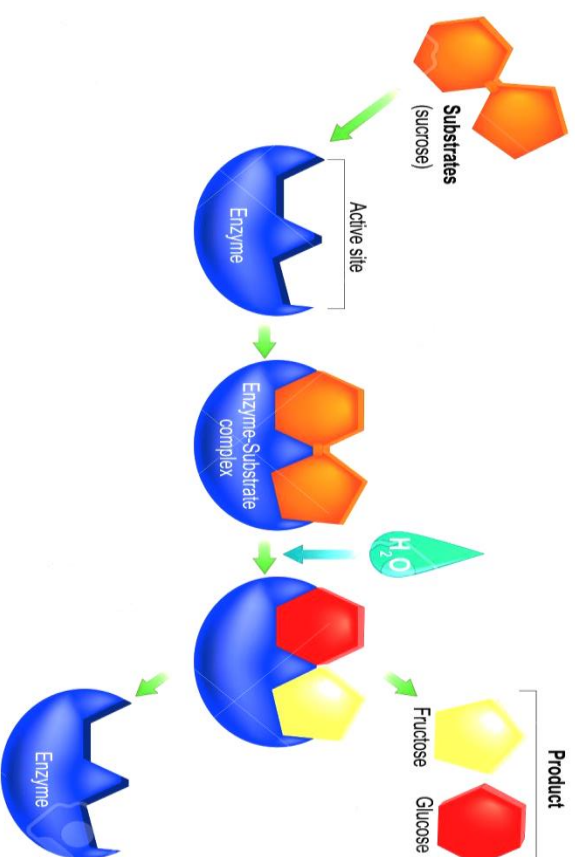 Substrates
(sucrose)
Active site
Enzyme
Enzyme-Substrate
complex
H2O
Product
Fructose
Glucose
Enzyme